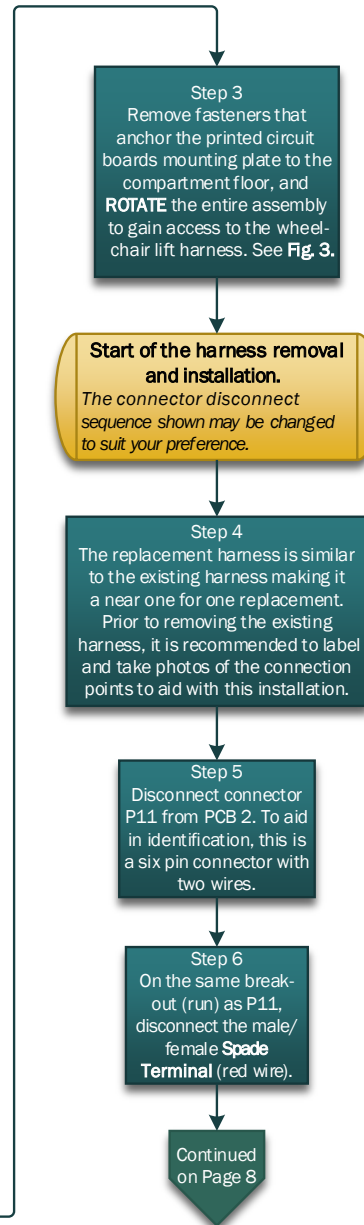 Step 3
Remove fasteners that
anchor the printed circuit
boards mounting plate to the
compartment floor, and
ROTATE the entire assembly
to gain access to the wheel-
chair lift harness. See Fig. 3.
Start of the harness removal
and installation.
The connector disconnect
sequence shown may be changed
to suit your preference.
Step 4
The replacement harness is similar
to the existing harness making it
a near one for one replacement.
Prior to removing the existing
harness, it is recommended to label
and take photos of the connection
points to aid with this installation.
Step 5
Disconnect connector
P11 from PCB 2. To aid
in identification, this is
a six pin connector with
two wires.
Step 6
On the same break-
out (run) as P11,
disconnect the male/
female Spade
Terminal (red wire).
Continued
on Page 8